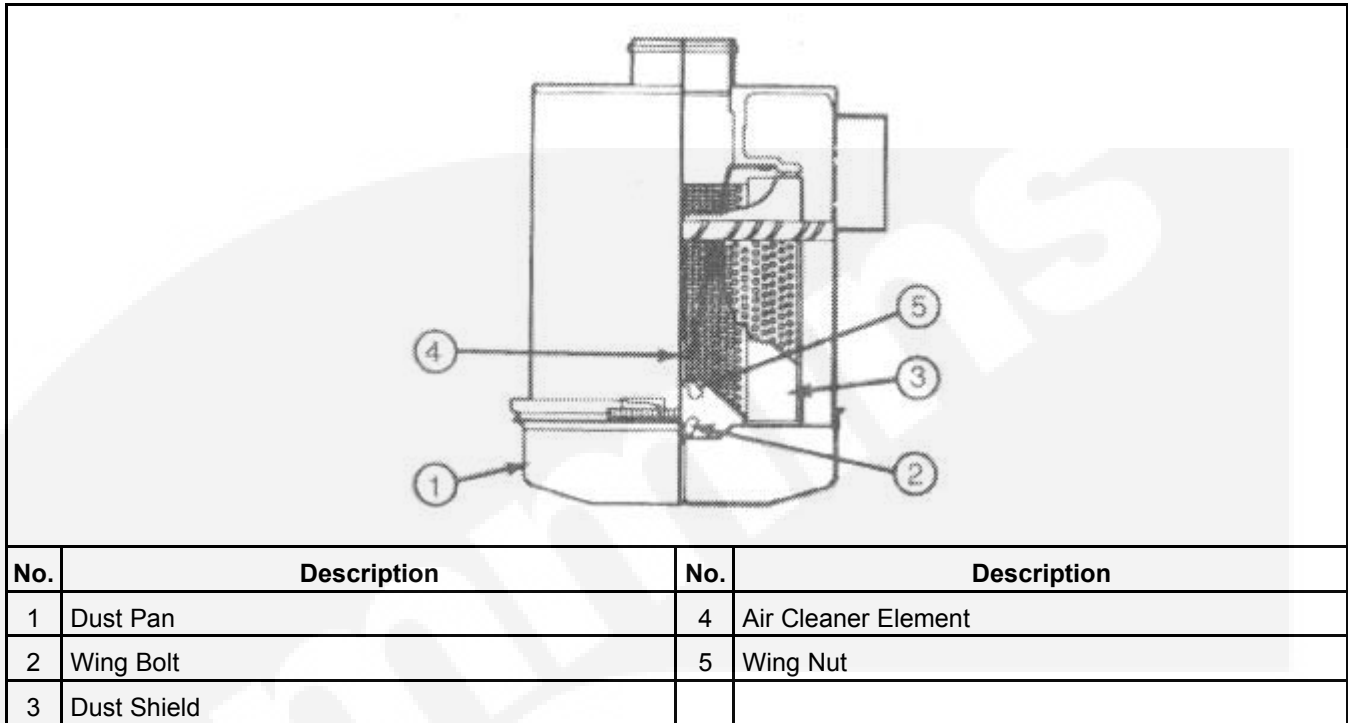 5
4
3
2
1
No. Description No. Description
1 Dust Pan 4 Air Cleaner Element
2 Wing Bolt 5 Wing Nut
3 Dust Shield